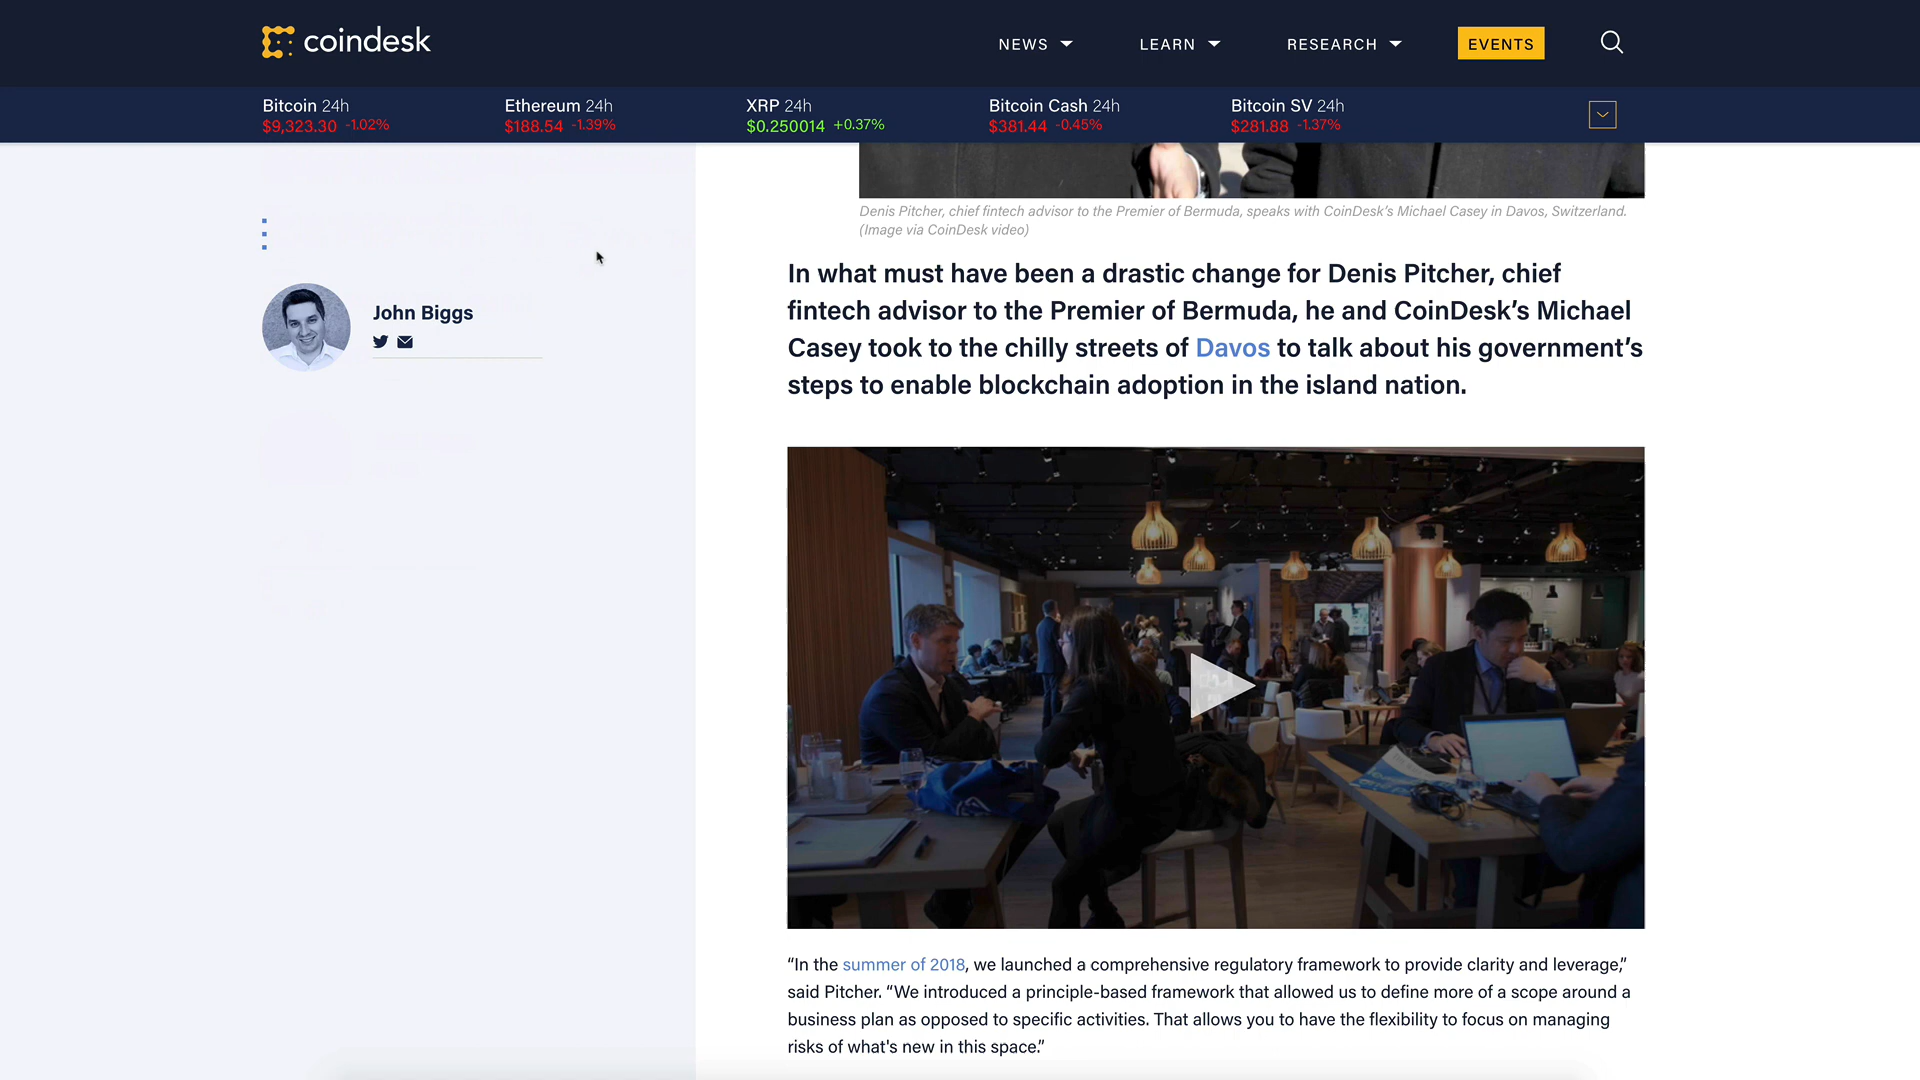 coindesk
NEWS LEARN RESEARCH EVENTS
Bitcoin 24h
$9,323.30 -1.02%
Ethereum 24h
$188.54 -1.39%
XRP 24h
$0.250014 +0.37%
Bitcoin Cash 24h
$381.44 -0.45%
Bitcoin SV 24h
$281.88 -1.37%
John Biggs
Denis Pitcher, chief fintech advisor to the Premier of Bermuda, speaks with CoinDesk’s Michael Casey in Davos, Switzerland.
(Image via CoinDesk video)
In what must have been a drastic change for Denis Pitcher, chief
fintech advisor to the Premier of Bermuda, he and CoinDesk’s Michael
Casey took to the chilly streets of Davos to talk about his government’s
steps to enable blockchain adoption in the island nation.
“In the summer of 2018, we launched a comprehensive regulatory framework to provide clarity and leverage,”
said Pitcher. “We introduced a principle-based framework that allowed us to define more of a scope around a
business plan as opposed to specific activities. That allows you to have the flexibility to focus on managing
risks of what's new in this space.”